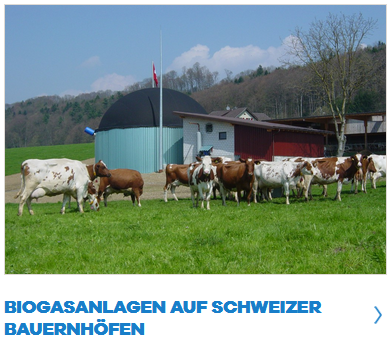 BIOGASANLAGEN AUF SCHWEIZER
BAUERNHÖFEN